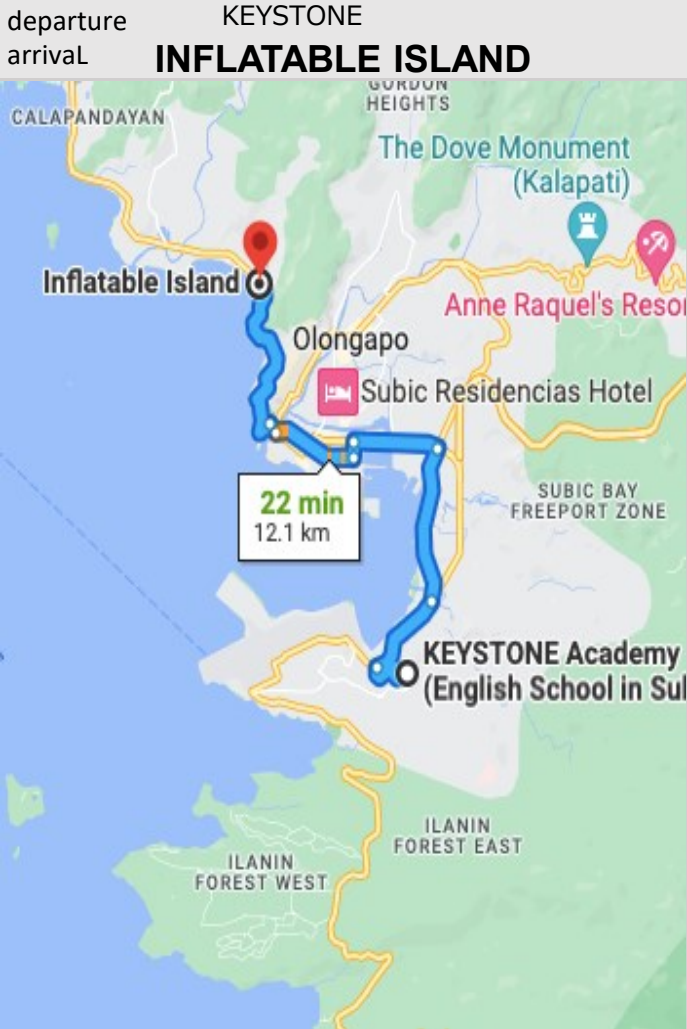 departure
KEYSTONE
arrivaL
INFLATABLE ISLAND
GORDON
HEIGHTS
CALAPANDAYAN
The Dove Monument
(Kalapati)
Inflatable Island
Anne Raquel's Resor
Olongapo
Subic Residencias Hotel
22 min
12.1 km
SUBIC BAY
FREEPORT ZONE
KEYSTONE Academy
(English School in Sul
ILANIN
FOREST EAST
ILANIN
FOREST WEST